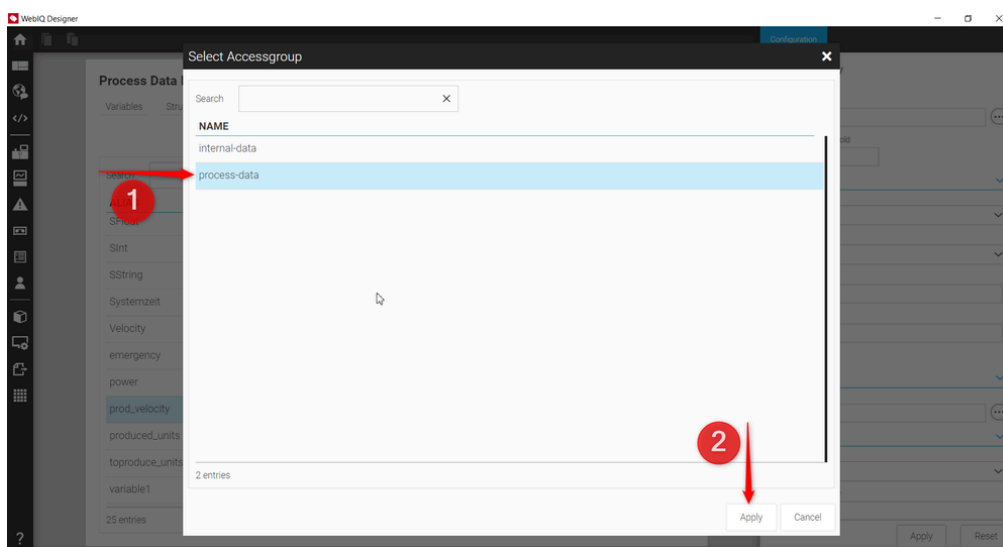 WebIQ Designer
Configuration
Select Accessgroup
Process Data
Variables
Search
NAME
internal-data
process-data
Search
1
SInt
SString
Systemzeit
Velocity
emergency
power
prod_velocity
produced_units
toproduce_units
variable1
25 entries
2 entries
2
Apply
Cancel
Apply
Reset
?